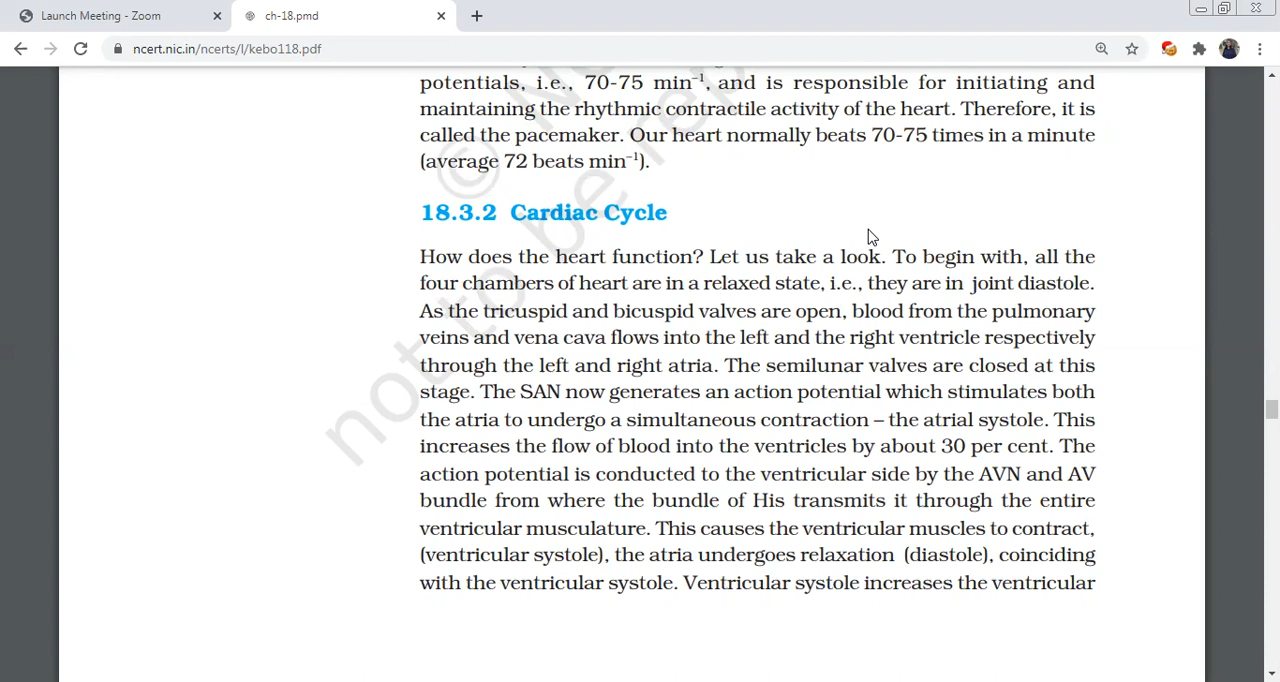 Launch Meeting - Zoom
ch-18.pmd
ncert.nic.in/ncerts/l/kebo118.pdf
potentials, i.e., 70-75 min–1, and is responsible for initiating and
maintaining the rhythmic contractile activity of the heart. Therefore, it is
called the pacemaker. Our heart normally beats 70-75 times in a minute
(average 72 beats min–1).
18.3.2 Cardiac Cycle
How does the heart function? Let us take a look. To begin with, all the
four chambers of heart are in a relaxed state, i.e., they are in joint diastole.
As the tricuspid and bicuspid valves are open, blood from the pulmonary
veins and vena cava flows into the left and the right ventricle respectively
through the left and right atria. The semilunar valves are closed at this
stage. The SAN now generates an action potential which stimulates both
the atria to undergo a simultaneous contraction – the atrial systole. This
increases the flow of blood into the ventricles by about 30 per cent. The
action potential is conducted to the ventricular side by the AVN and AV
bundle from where the bundle of His transmits it through the entire
ventricular musculature. This causes the ventricular muscles to contract,
(ventricular systole), the atria undergoes relaxation (diastole), coinciding
with the ventricular systole. Ventricular systole increases the ventricular
©
not to be